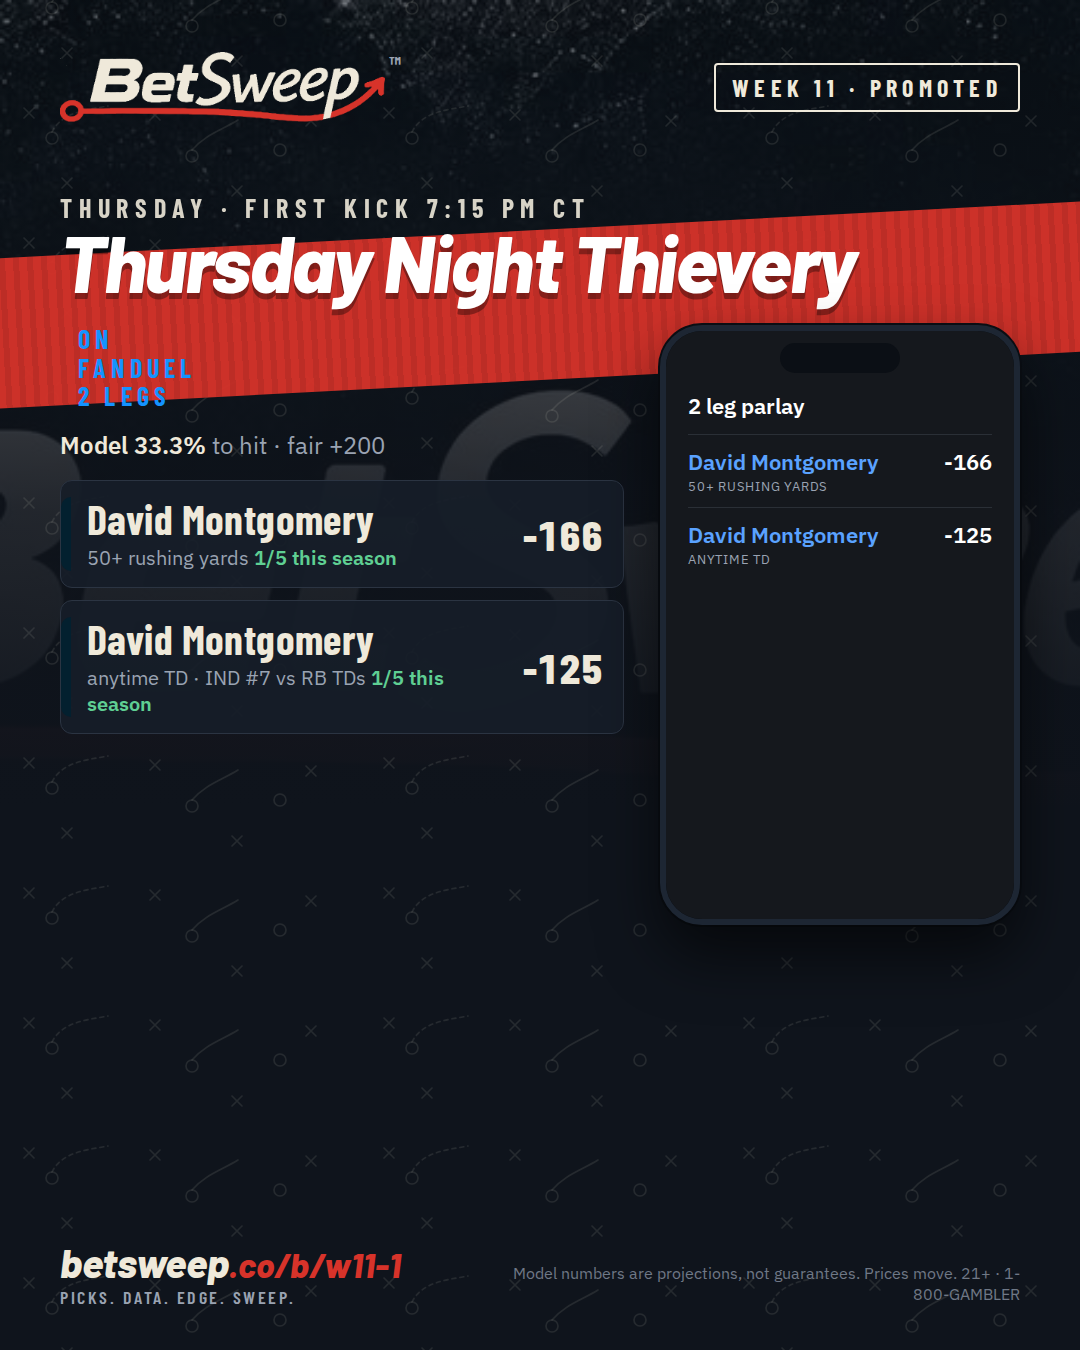 BetSweep™
WEEK 11 · PROMOTED
THURSDAY · FIRST KICK 7:15 PM CT
Thursday Night Thievery
ON
FANDUEL
2 LEGS
Model 33.3% to hit · fair +200
David Montgomery
50+ rushing yards 1/5 this season
-166
David Montgomery
anytime TD · IND #7 vs RB TDs 1/5 this
season
-125
2 leg parlay
David Montgomery -166
50+ RUSHING YARDS
David Montgomery -125
ANYTIME TD
betsweep.co/b/w11-1
PICKS. DATA. EDGE. SWEEP.
Model numbers are projections, not guarantees. Prices move. 21+ · 1-
800-GAMBLER